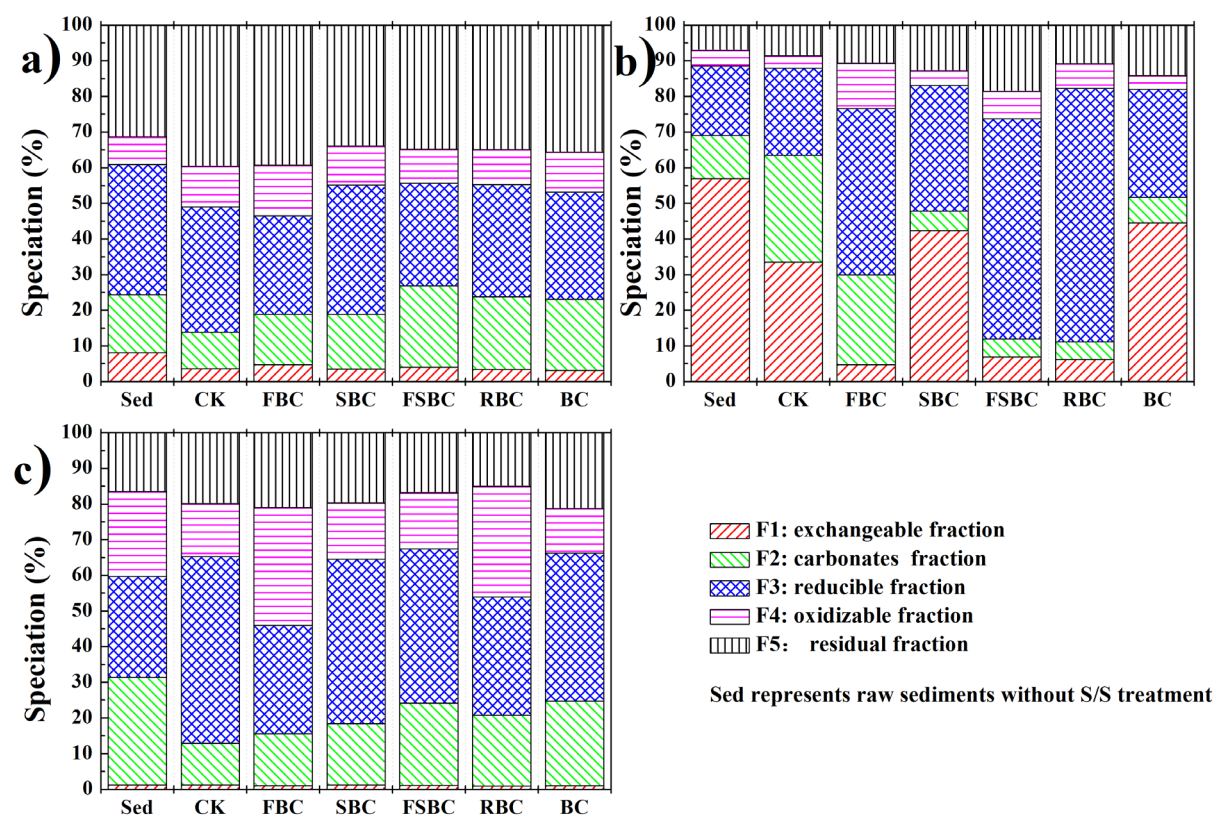 a)
Speciation (%)
100
90
80
70
60
50
40
30
20
10
0
Sed CK FBC SBC FSBC RBC BC
b)
Speciation (%)
100
90
80
70
60
50
40
30
20
10
0
Sed CK FBC SBC FSBC RBC BC
c)
Speciation (%)
100
90
80
70
60
50
40
30
20
10
0
Sed CK FBC SBC FSBC RBC BC
F1: exchangeable fraction
F2: carbonates fraction
F3: reducible fraction
F4: oxidizable fraction
F5: residual fraction
Sed represents raw sediments without S/S treatment